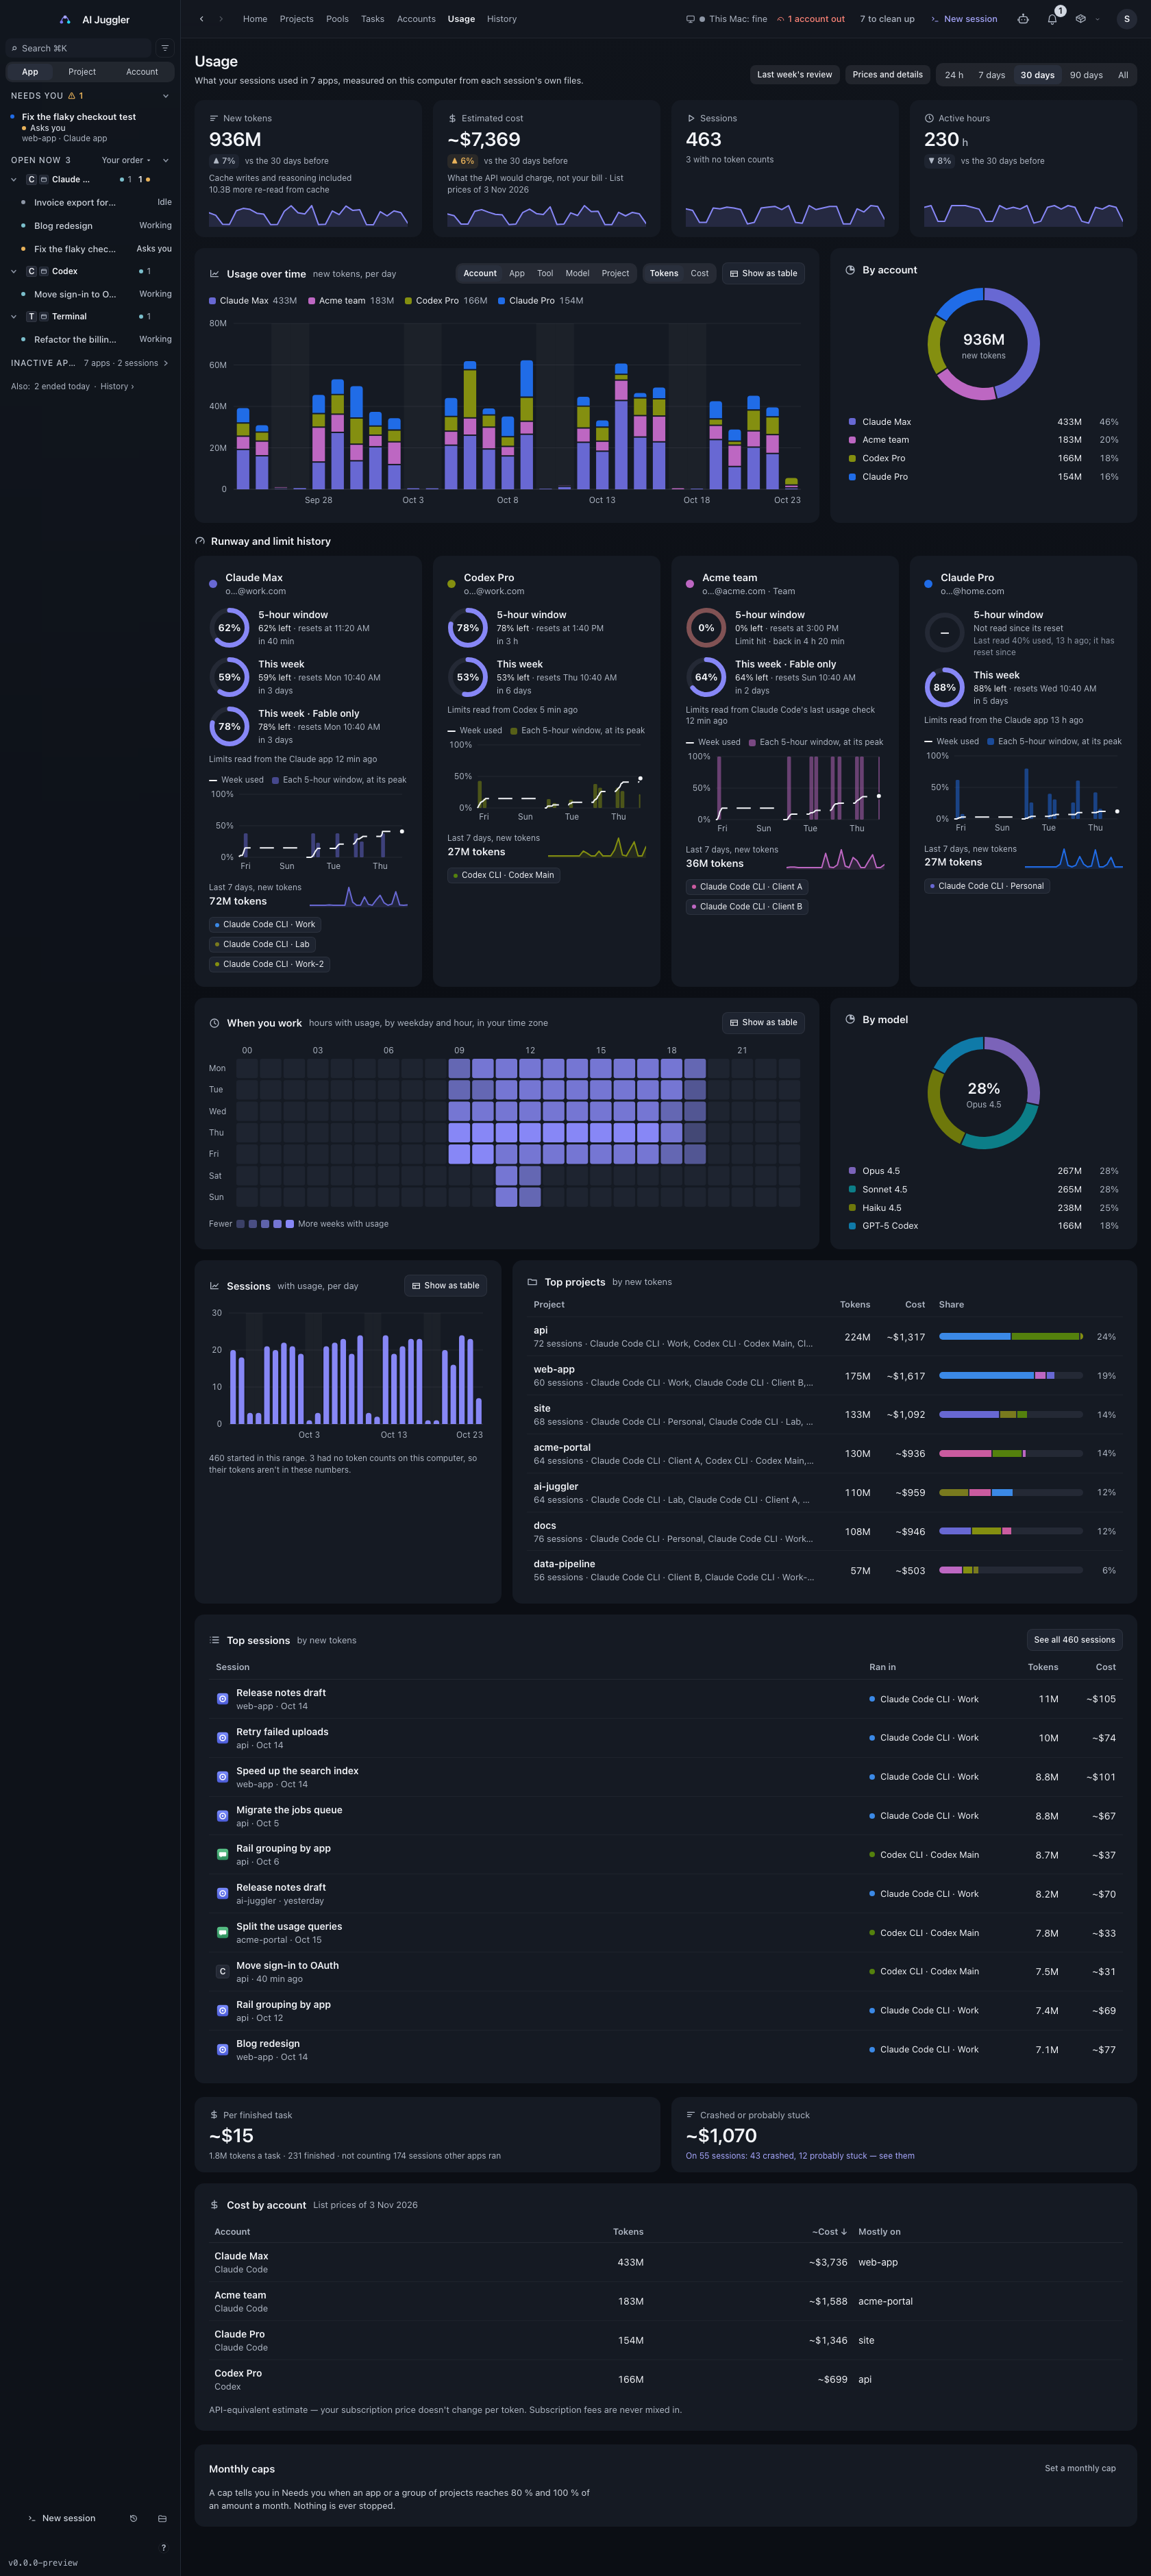 AI Juggler
Search ⌘K
App Project Account
NEEDS YOU 1
Fix the flaky checkout test
Asks you
web-app · Claude app
OPEN NOW 3 Your order
C Claude ... 1 1
Invoice export for... Idle
Blog redesign Working
Fix the flaky chec... Asks you
C Codex 1
Move sign-in to O... Working
T Terminal 1
Refactor the billin... Working
INACTIVE AP... 7 apps · 2 sessions
Also: 2 ended today · History ›
New session
?
v0.0.0-preview
Home Projects Pools Tasks Accounts Usage History
This Mac: fine 1 account out 7 to clean up New session 1 S
Usage
What your sessions used in 7 apps, measured on this computer from each session's own files.
Last week's review Prices and details 24 h 7 days 30 days 90 days All
New tokens
936M
▲ 7% vs the 30 days before
Cache writes and reasoning included
10.3B more re-read from cache
Estimated cost
~$7,369
▲ 6% vs the 30 days before
What the API would charge, not your bill · List
prices of 3 Nov 2026
Sessions
463
3 with no token counts
Active hours
230 h
▼ 8% vs the 30 days before
Usage over time new tokens, per day
Account App Tool Model Project Tokens Cost Show as table
Claude Max 433M Acme team 183M Codex Pro 166M Claude Pro 154M
80M
60M
40M
20M
0
Sep 28 Oct 3 Oct 8 Oct 13 Oct 18 Oct 23
By account
936M
new tokens
Claude Max 433M 46%
Acme team 183M 20%
Codex Pro 166M 18%
Claude Pro 154M 16%
Runway and limit history
Claude Max
o...@work.com
62%
5-hour window
62% left · resets at 11:20 AM
in 40 min
59%
This week
59% left · resets Mon 10:40 AM
in 3 days
78%
This week · Fable only
78% left · resets Mon 10:40 AM
in 3 days
Limits read from the Claude app 12 min ago
Week used Each 5-hour window, at its peak
100%
50%
0%
Fri Sun Tue Thu
Last 7 days, new tokens
72M tokens
Claude Code CLI · Work
Claude Code CLI · Lab
Claude Code CLI · Work-2
Codex Pro
o...@work.com
78%
5-hour window
78% left · resets at 1:40 PM
in 3 h
53%
This week
53% left · resets Thu 10:40 AM
in 6 days
Limits read from Codex 5 min ago
Week used Each 5-hour window, at its peak
100%
50%
0%
Fri Sun Tue Thu
Last 7 days, new tokens
27M tokens
Codex CLI · Codex Main
Acme team
o...@acme.com · Team
0%
5-hour window
0% left · resets at 3:00 PM
Limit hit · back in 4 h 20 min
64%
This week · Fable only
64% left · resets Sun 10:40 AM
in 2 days
Limits read from Claude Code's last usage check
12 min ago
Week used Each 5-hour window, at its peak
100%
50%
0%
Fri Sun Tue Thu
Last 7 days, new tokens
36M tokens
Claude Code CLI · Client A
Claude Code CLI · Client B
Claude Pro
o...@home.com
–
5-hour window
Not read since its reset
Last read 40% used, 13 h ago; it has
reset since
88%
This week
88% left · resets Wed 10:40 AM
in 5 days
Limits read from the Claude app 13 h ago
Week used Each 5-hour window, at its peak
100%
50%
0%
Fri Sun Tue Thu
Last 7 days, new tokens
27M tokens
Claude Code CLI · Personal
When you work hours with usage, by weekday and hour, in your time zone Show as table
00 03 06 09 12 15 18 21
Mon
Tue
Wed
Thu
Fri
Sat
Sun
Fewer More weeks with usage
By model
28%
Opus 4.5
Opus 4.5 267M 28%
Sonnet 4.5 265M 28%
Haiku 4.5 238M 25%
GPT-5 Codex 166M 18%
Sessions with usage, per day Show as table
30
20
10
0
Oct 3 Oct 13 Oct 23
460 started in this range. 3 had no token counts on this computer, so
their tokens aren't in these numbers.
Top projects by new tokens
Project Tokens Cost Share
api
72 sessions · Claude Code CLI · Work, Codex CLI · Codex Main, Cl... 224M ~$1,317 24%
web-app
60 sessions · Claude Code CLI · Work, Claude Code CLI · Client B,... 175M ~$1,617 19%
site
68 sessions · Claude Code CLI · Personal, Claude Code CLI · Lab, ... 133M ~$1,092 14%
acme-portal
64 sessions · Claude Code CLI · Client A, Codex CLI · Codex Main,... 130M ~$936 14%
ai-juggler
64 sessions · Claude Code CLI · Lab, Claude Code CLI · Client A, ... 110M ~$959 12%
docs
76 sessions · Claude Code CLI · Personal, Claude Code CLI · Work... 108M ~$946 12%
data-pipeline
56 sessions · Claude Code CLI · Client B, Claude Code CLI · Work-... 57M ~$503 6%
Top sessions by new tokens See all 460 sessions
Session Ran in Tokens Cost
Release notes draft
web-app · Oct 14 Claude Code CLI · Work 11M ~$105
Retry failed uploads
api · Oct 14 Claude Code CLI · Work 10M ~$74
Speed up the search index
web-app · Oct 14 Claude Code CLI · Work 8.8M ~$101
Migrate the jobs queue
api · Oct 5 Claude Code CLI · Work 8.8M ~$67
Rail grouping by app
api · Oct 6 Codex CLI · Codex Main 8.7M ~$37
Release notes draft
ai-juggler · yesterday Claude Code CLI · Work 8.2M ~$70
Split the usage queries
acme-portal · Oct 15 Codex CLI · Codex Main 7.8M ~$33
C Move sign-in to OAuth
api · 40 min ago Codex CLI · Codex Main 7.5M ~$31
Rail grouping by app
api · Oct 12 Claude Code CLI · Work 7.4M ~$69
Blog redesign
web-app · Oct 14 Claude Code CLI · Work 7.1M ~$77
Per finished task
~$15
1.8M tokens a task · 231 finished · not counting 174 sessions other apps ran
Crashed or probably stuck
~$1,070
On 55 sessions: 43 crashed, 12 probably stuck — see them
Cost by account List prices of 3 Nov 2026
Account Tokens ~Cost ↓ Mostly on
Claude Max
Claude Code 433M ~$3,736 web-app
Acme team
Claude Code 183M ~$1,588 acme-portal
Claude Pro
Claude Code 154M ~$1,346 site
Codex Pro
Codex 166M ~$699 api
API-equivalent estimate — your subscription price doesn't change per token. Subscription fees are never mixed in.
Monthly caps Set a monthly cap
A cap tells you in Needs you when an app or a group of projects reaches 80 % and 100 % of
an amount a month. Nothing is ever stopped.